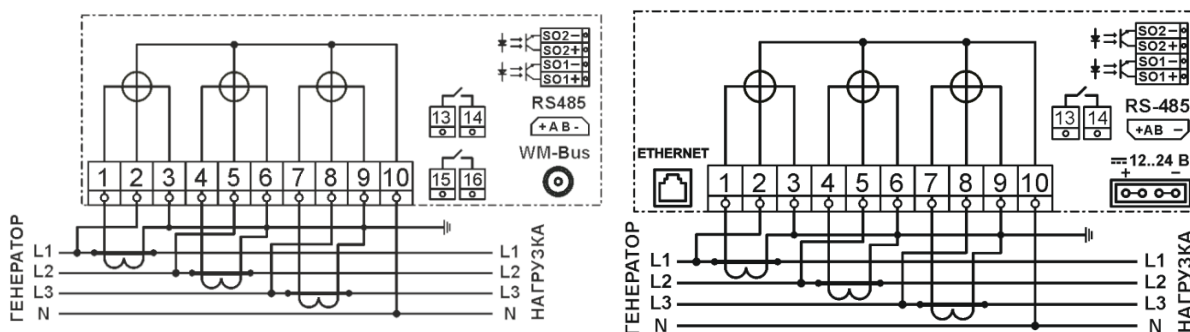 SO2-
SO2+
SO1-
SO1+
RS485
+AB-
WM-Bus
13 14
15 16
1 2 3 4 5 6 7 8 9 10
ГЕНЕРАТОР
L1 L1
L2 L2
L3 L3
N N
НАГРУЗКА
SO2-
SO2+
SO1-
SO1+
RS-485
+AB -
13 14
ETHERNET
12..24 В
+ -
1 2 3 4 5 6 7 8 9 10
ГЕНЕРАТОР
L1 L1
L2 L2
L3 L3
N N
НАГРУЗКА